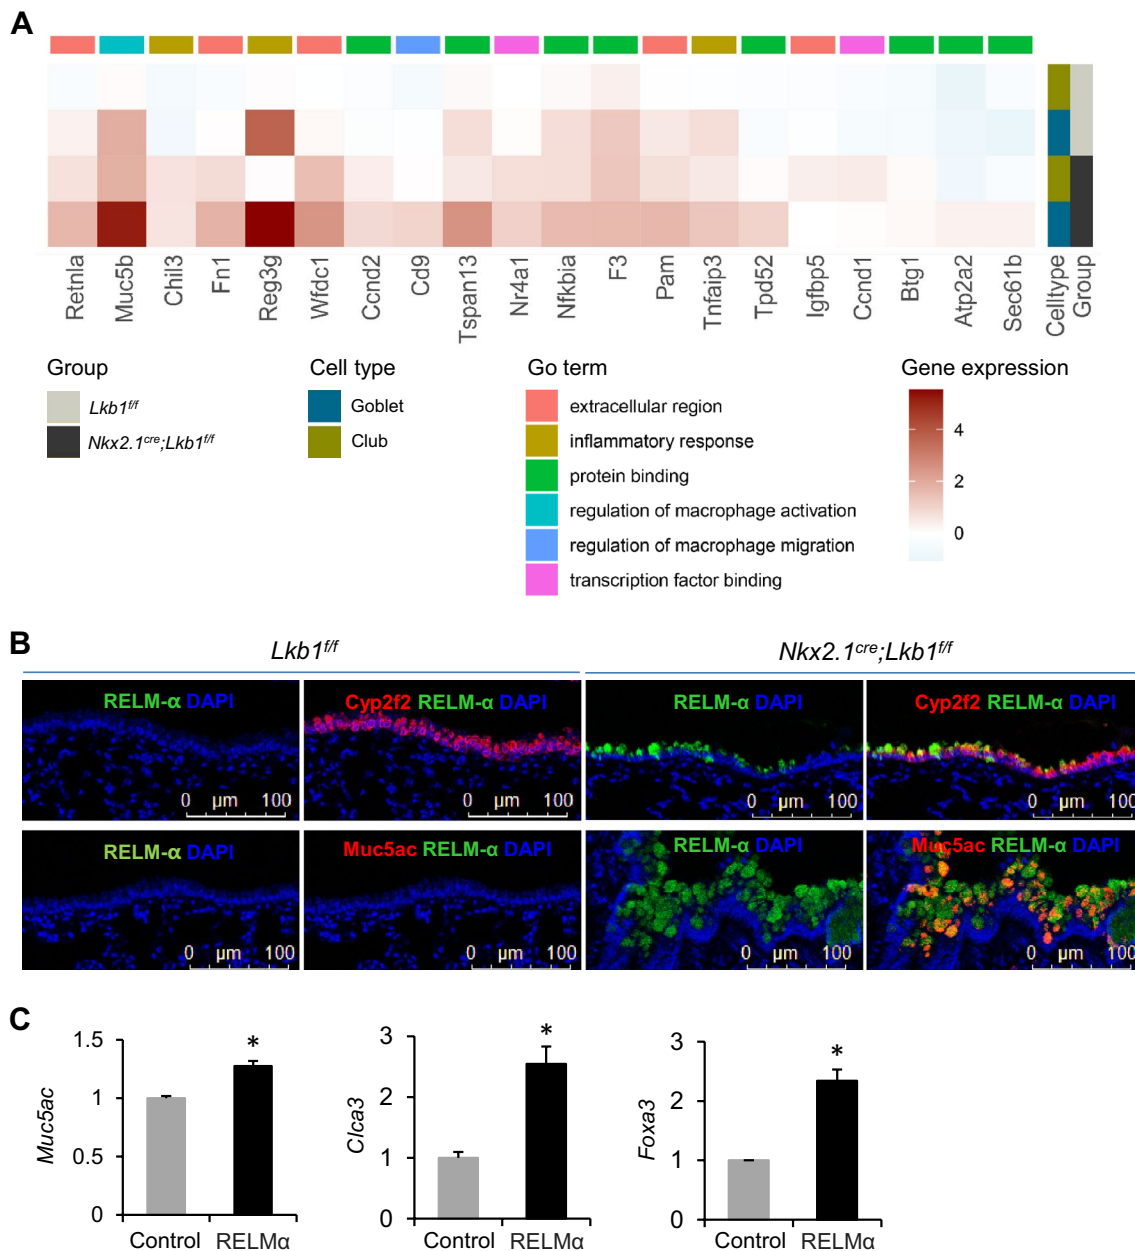 A
Retnla Muc5b Chil3 Fn1 Reg3g Wfdc1 Ccnd2 Cd9 Tspan13 Nr4a1 Nfkbia F3 Pam Tnfaip3 Tpd52 Igfbp5 Ccnd1 Btg1 Atp2a2 Sec61b Celltype Group
Group
Lkb1f/f
Nkx2.1cre;Lkb1f/f
Cell type
Goblet
Club
Go term
extracellular region
inflammatory response
protein binding
regulation of macrophage activation
regulation of macrophage migration
transcription factor binding
Gene expression
4
2
0
B
Lkb1f/f
Nkx2.1cre;Lkb1f/f
RELM-α DAPI
0 µm 100
Cyp2f2 RELM-α DAPI
0 µm 100
RELM-α DAPI
0 µm 100
Cyp2f2 RELM-α DAPI
0 µm 100
RELM-α DAPI
0 µm 100
Muc5ac RELM-α DAPI
0 µm 100
RELM-α DAPI
0 µm 100
Muc5ac RELM-α DAPI
0 µm 100
C
Muc5ac
1.5
1
0.5
0
*
Control RELMα
Clca3
3
2
1
0
*
Control RELMα
Foxa3
3
2
1
0
*
Control RELMα